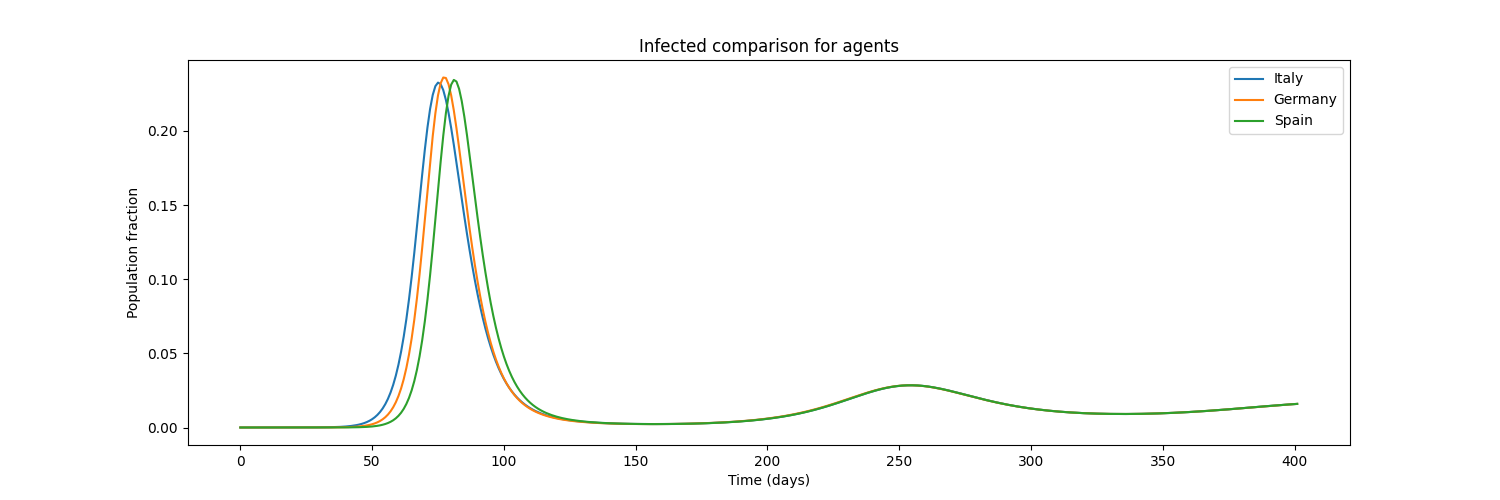 Infected comparison for agents
Italy
Germany
Spain
Population fraction
0.20
0.15
0.10
0.05
0.00
0 50 100 150 200 250 300 350 400
Time (days)